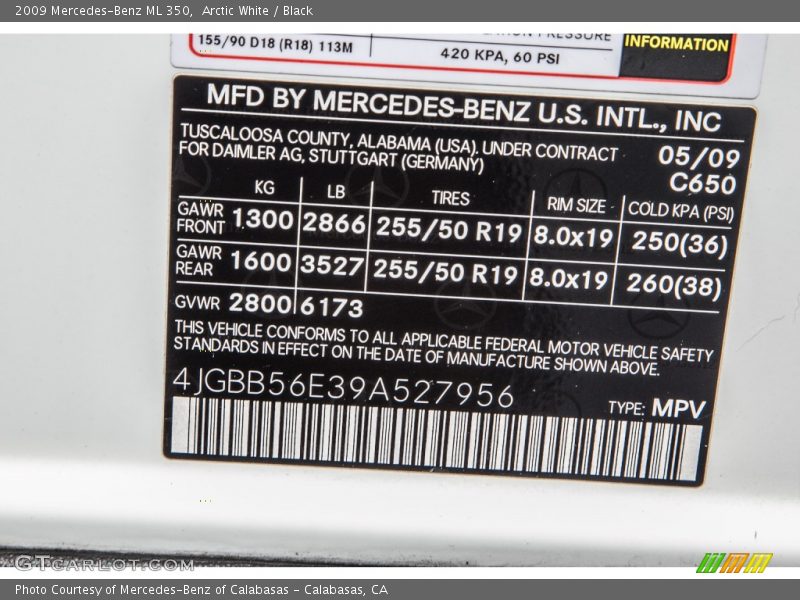 2009 Mercedes-Benz ML 350, Arctic White / Black
155/90 D18 (R18) 113M
PRESSURE
420 KPA, 60 PSI
INFORMATION
MFD BY MERCEDES-BENZ U.S. INTL., INC
TUSCALOOSA COUNTY, ALABAMA (USA). UNDER CONTRACT
FOR DAIMLER AG, STUTTGART (GERMANY)
05/09
C650
KG LB TIRES RIM SIZE COLD KPA (PSI)
GAWR FRONT 1300 2866 255/50 R19 8.0x19 250(36)
GAWR REAR 1600 3527 255/50 R19 8.0x19 260(38)
GVWR 2800 6173
THIS VEHICLE CONFORMS TO ALL APPLICABLE FEDERAL MOTOR VEHICLE SAFETY
STANDARDS IN EFFECT ON THE DATE OF MANUFACTURE SHOWN ABOVE.
4JGBB56E39A527956
TYPE: MPV
GTCARLOT.COM
Photo Courtesy of Mercedes-Benz of Calabasas - Calabasas, CA